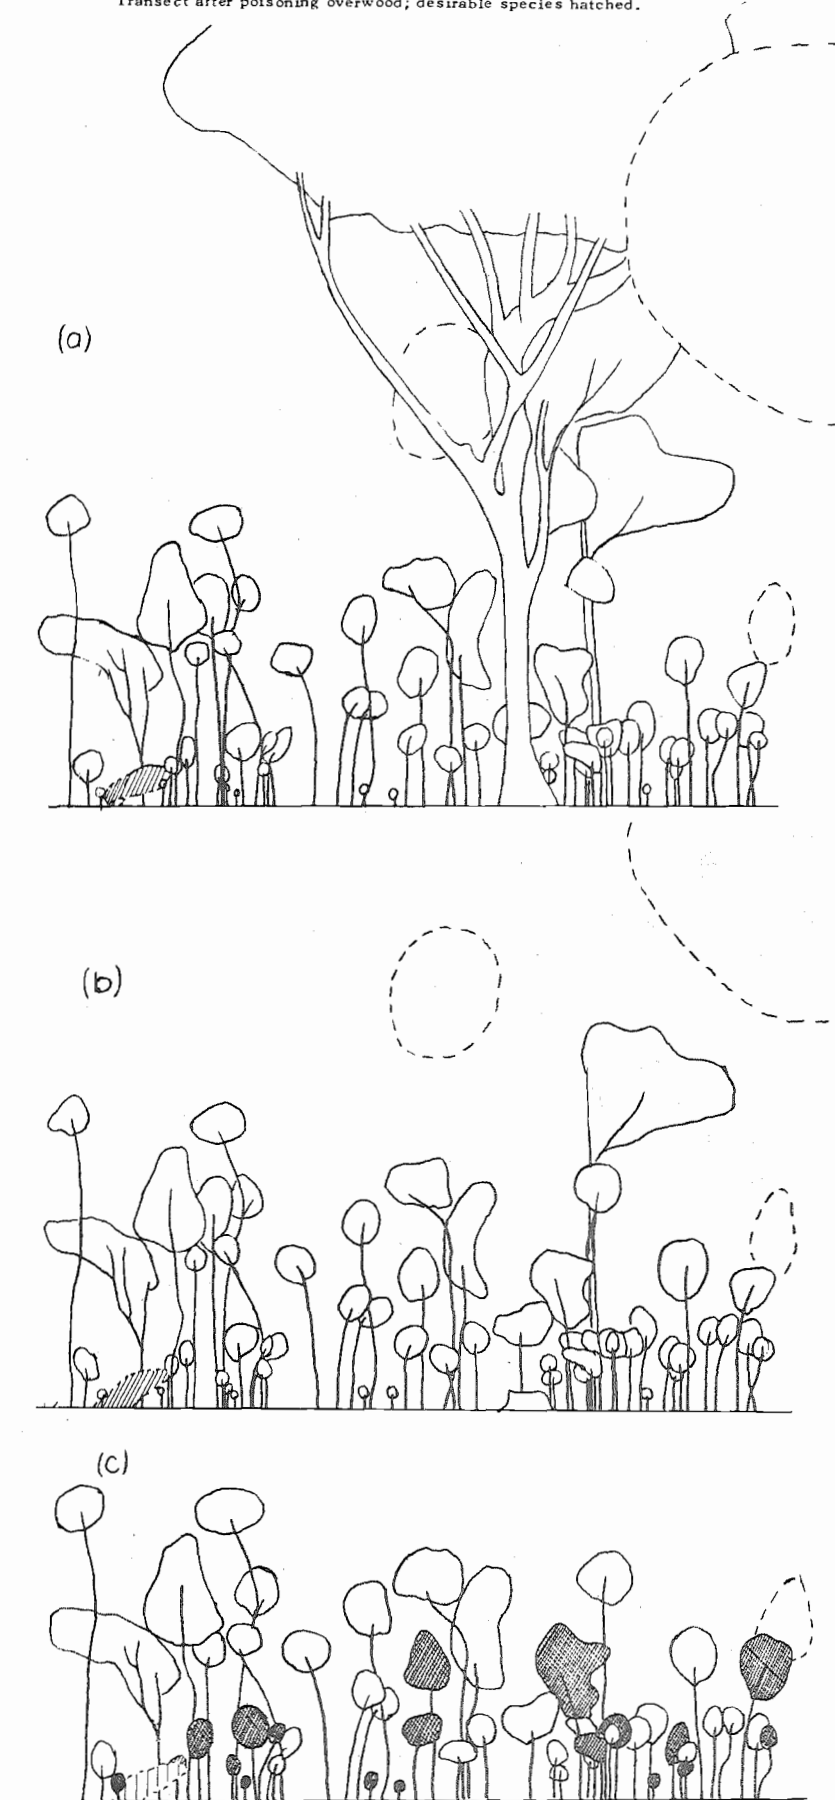 Transect after poisoning overwood; desirable species hatched.
(a)
(b)
(c)